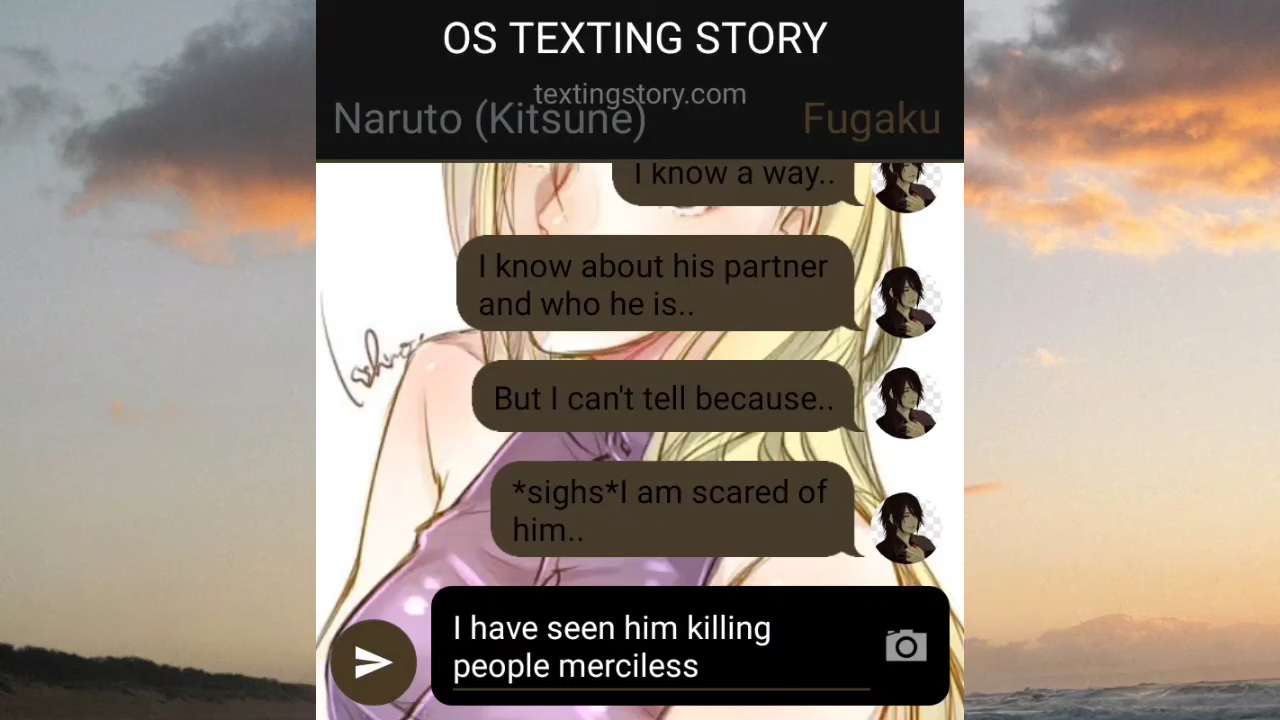 OS TEXTING STORY
textingstory.com
Naruto (Kitsune)
Fugaku
I know a way..
I know about his partner
and who he is..
But I can't tell because..
*sighs*I am scared of
him..
I have seen him killing
people merciless